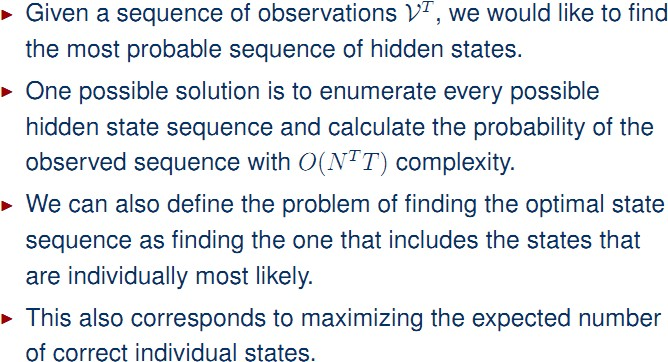 ▶ Given a sequence of observations 𝒱ᵀ, we would like to find
the most probable sequence of hidden states.
▶ One possible solution is to enumerate every possible
hidden state sequence and calculate the probability of the
observed sequence with O(NᵀT) complexity.
▶ We can also define the problem of finding the optimal state
sequence as finding the one that includes the states that
are individually most likely.
▶ This also corresponds to maximizing the expected number
of correct individual states.